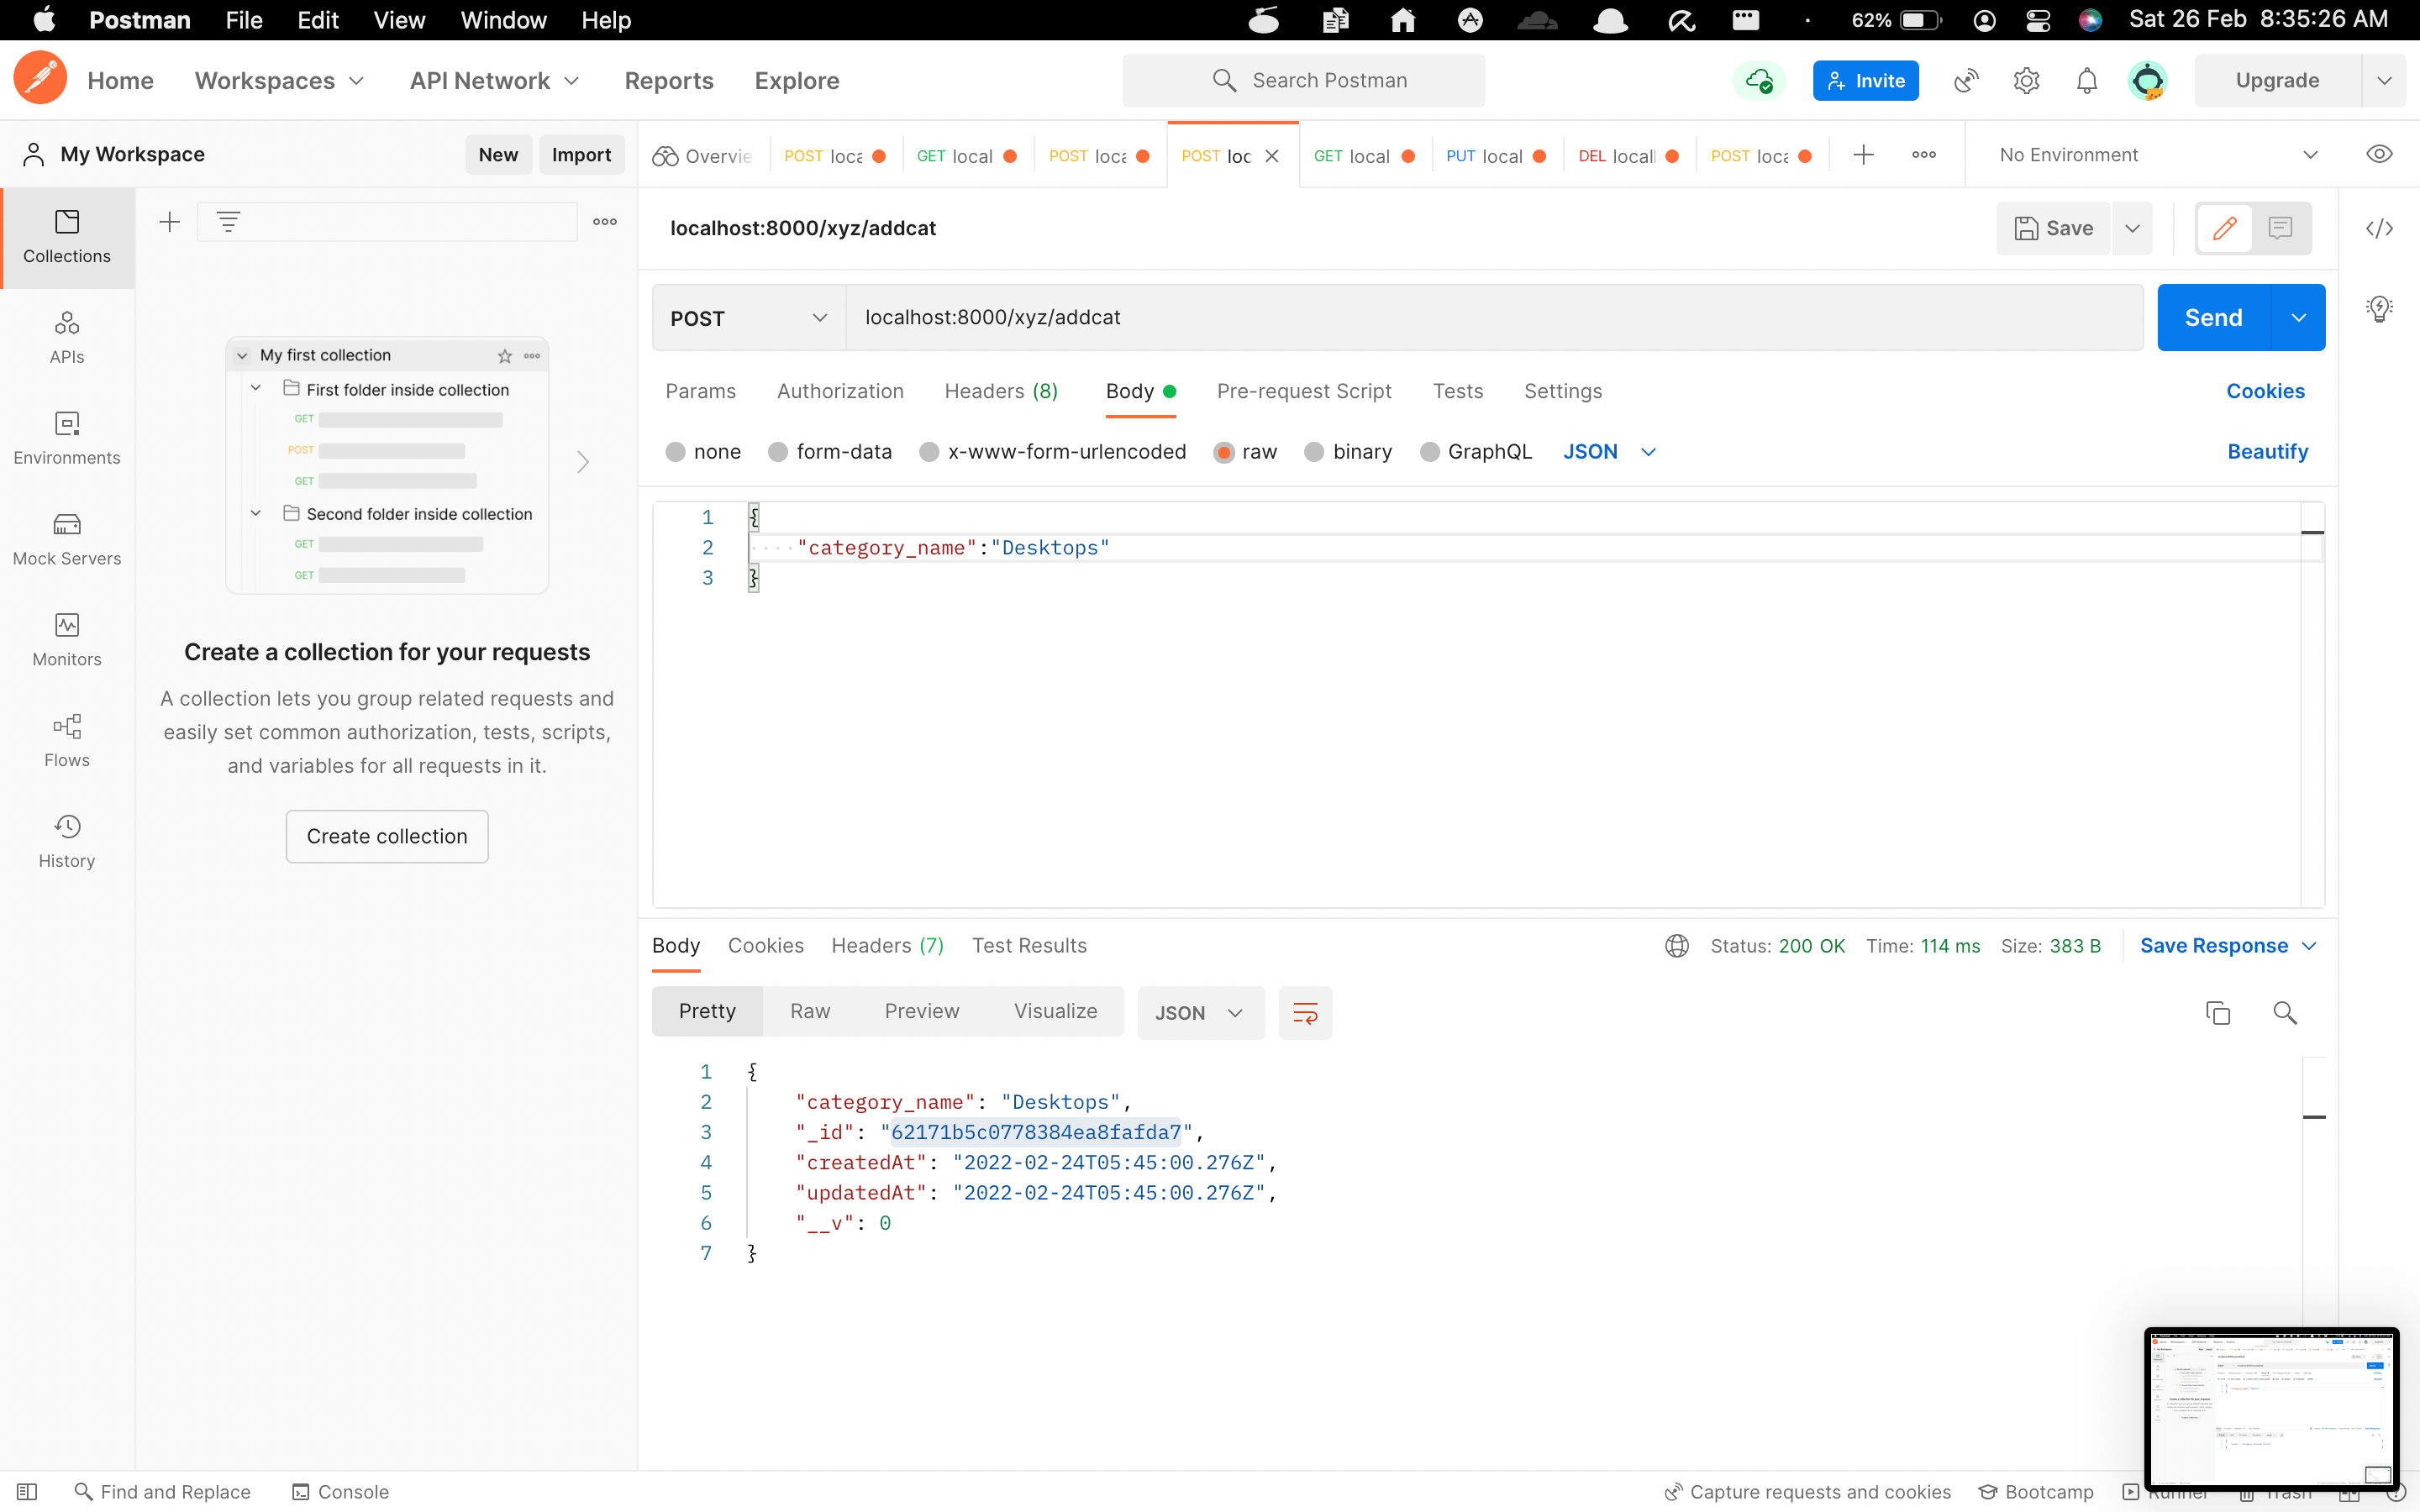 Postman File Edit View Window Help 62% Sat 26 Feb 8:35:26 AM
Home Workspaces API Network Reports Explore Search Postman Invite Upgrade
My Workspace New Import Overvie POST loca GET local POST loca POST loc GET local PUT local DEL local POST loca No Environment
Collections
APIs
Environments
Mock Servers
Monitors
Flows
History
My first collection
First folder inside collection
GET
POST
GET
Second folder inside collection
GET
GET
Create a collection for your requests
A collection lets you group related requests and
easily set common authorization, tests, scripts,
and variables for all requests in it.
Create collection
localhost:8000/xyz/addcat Save
POST localhost:8000/xyz/addcat Send
Params Authorization Headers (8) Body Pre-request Script Tests Settings Cookies
none form-data x-www-form-urlencoded raw binary GraphQL JSON Beautify
1 {
2 "category_name":"Desktops"
3 }
Body Cookies Headers (7) Test Results Status: 200 OK Time: 114 ms Size: 383 B Save Response
Pretty Raw Preview Visualize JSON
1 {
2 "category_name": "Desktops",
3 "_id": "62171b5c0778384ea8fafda7",
4 "createdAt": "2022-02-24T05:45:00.276Z",
5 "updatedAt": "2022-02-24T05:45:00.276Z",
6 "__v": 0
7 }
Find and Replace Console Capture requests and cookies Bootcamp Runner Trash